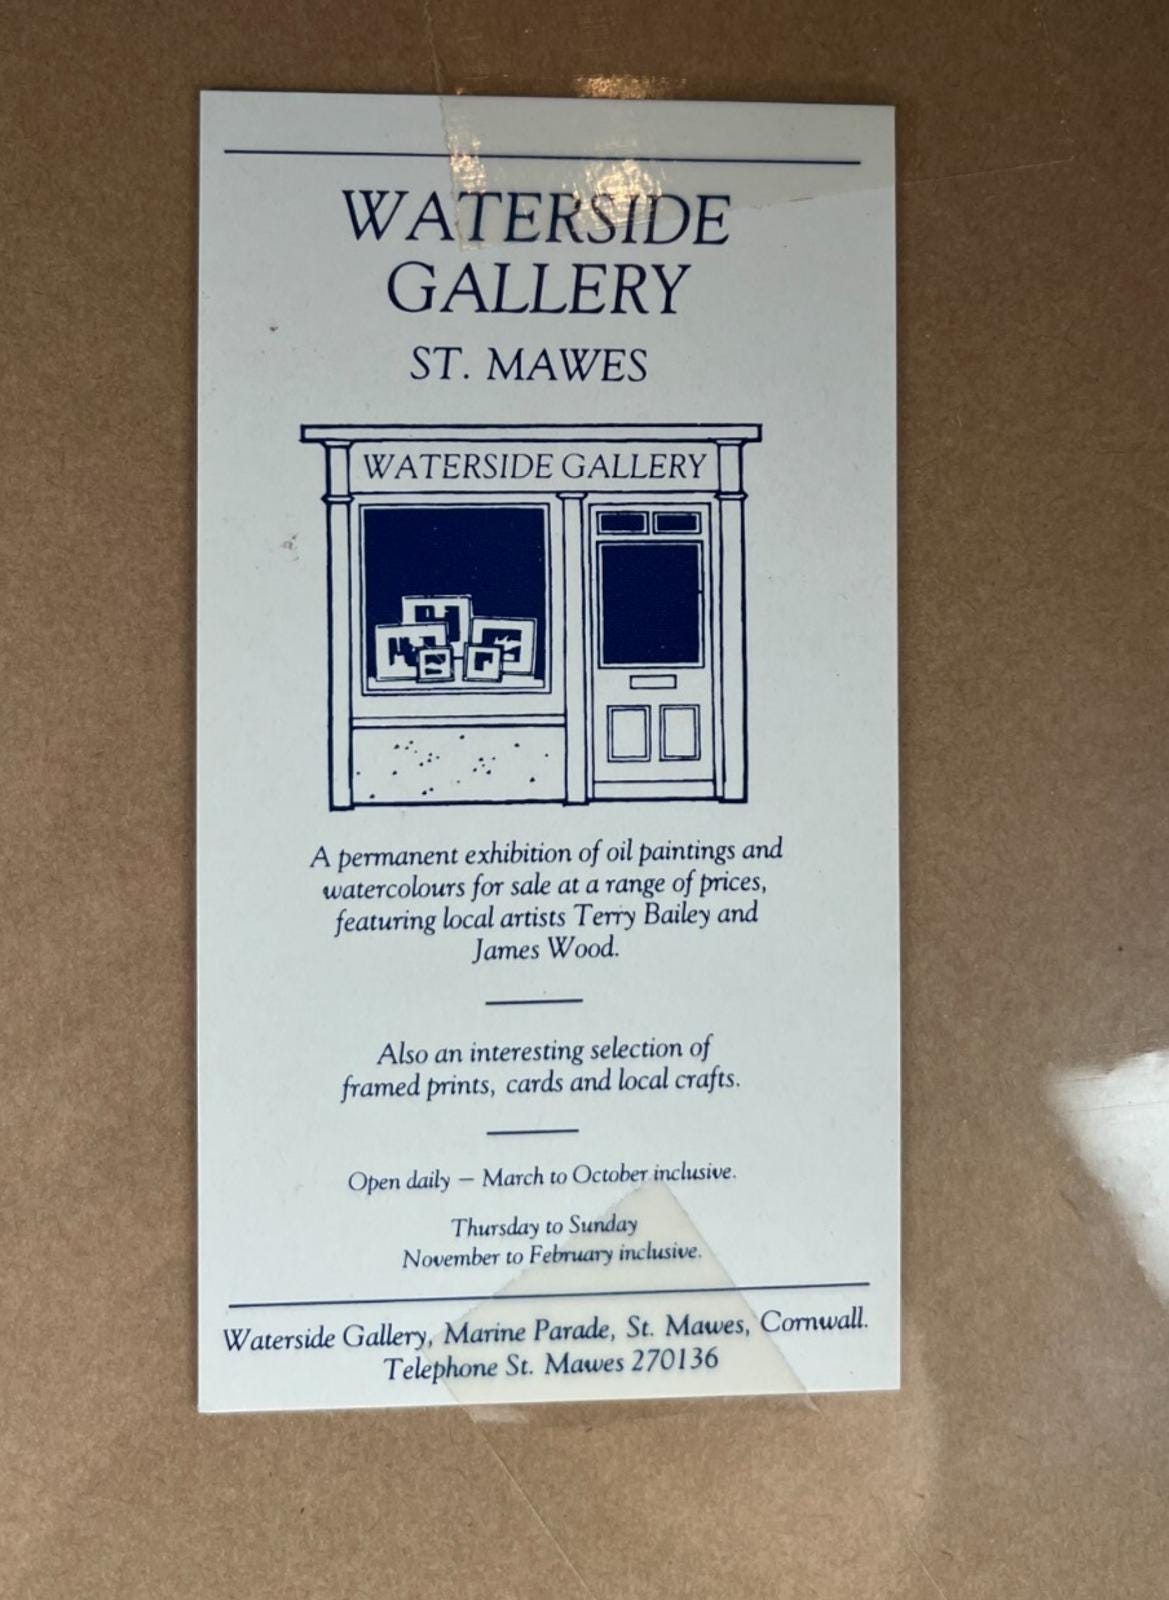 WATERSIDE
GALLERY
ST. MAWES
WATERSIDE GALLERY
A permanent exhibition of oil paintings and
watercolours for sale at a range of prices,
featuring local artists Terry Bailey and
James Wood.
Also an interesting selection of
framed prints, cards and local crafts.
Open daily — March to October inclusive.
Thursday to Sunday
November to February inclusive.
Waterside Gallery, Marine Parade, St. Mawes, Cornwall.
Telephone St. Mawes 270136